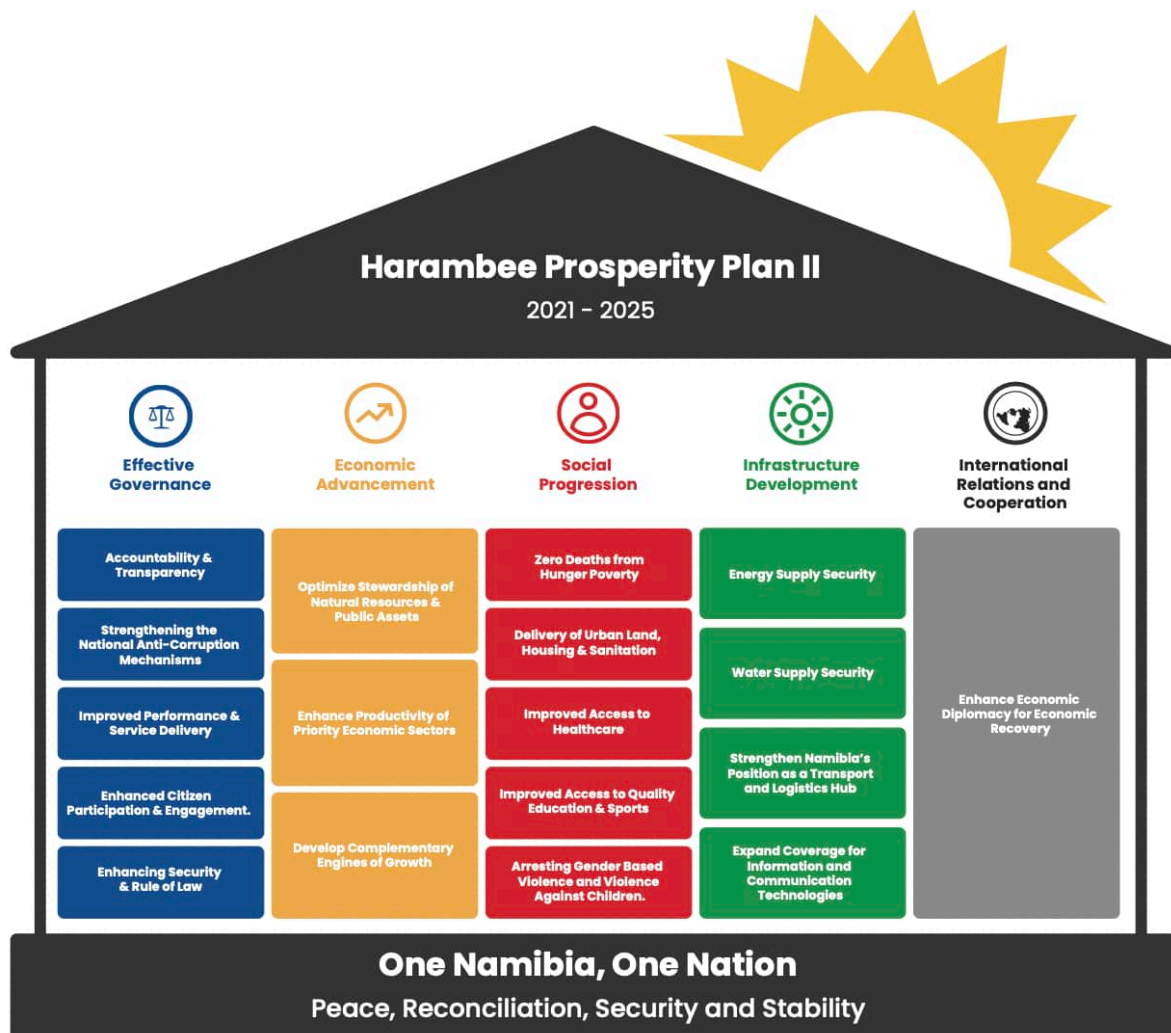 Harambee Prosperity Plan II
2021 - 2025
Effective
Governance
Accountability &
Transparency
Strengthening the
National Anti-Corruption
Mechanisms
Improved Performance &
Service Delivery
Enhanced Citizen
Participation & Engagement.
Enhancing Security
& Rule of Law
Economic
Advancement
Optimize Stewardship of
Natural Resources &
Public Assets
Enhance Productivity of
Priority Economic Sectors
Develop Complementary
Engines of Growth
Social
Progression
Zero Deaths from
Hunger Poverty
Delivery of Urban Land,
Housing & Sanitation
Improved Access to
Healthcare
Improved Access to Quality
Education & Sports
Arresting Gender Based
Violence and Violence
Against Children.
Infrastructure
Development
Energy Supply Security
Water Supply Security
Strengthen Namibia's
Position as a Transport
and Logistics Hub
Expand Coverage for
Information and
Communication
Technologies
International
Relations and
Cooperation
Enhance Economic
Diplomacy for Economic
Recovery
One Namibia, One Nation
Peace, Reconciliation, Security and Stability